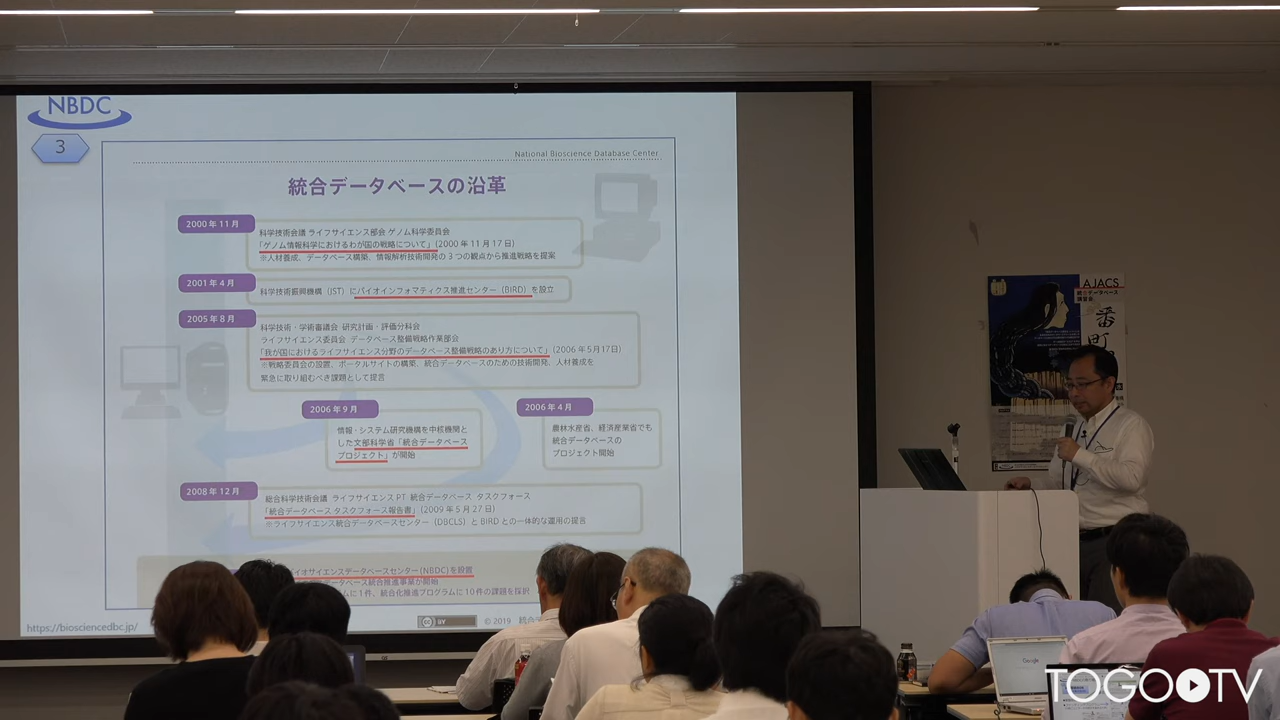 NBDC
3
National Bioscience Database Center
統合データベースの沿革
2000年11月
科学技術会議 ライフサイエンス部会 ゲノム科学委員会
「ゲノム情報科学におけるわが国の戦略について」(2000年11月17日)
※人材養成、データベース構築、情報解析技術開発の3つの観点から推進戦略を提案
2001年4月
科学技術振興機構（JST）にバイオインフォマティクス推進センター（BIRD）を設立
2005年8月
科学技術・学術審議会 研究計画・評価分科会
ライフサイエンス委員会 データベース整備戦略作業部会
「我が国におけるライフサイエンス分野のデータベース整備戦略のあり方について」(2006年5月17日)
※戦略委員会の設置、ポータルサイトの構築、統合データベースのための技術開発、人材養成を
緊急に取り組むべき課題として提言
2006年9月
情報・システム研究機構を中核機関と
した文部科学省「統合データベース
プロジェクト」が開始
2006年4月
農林水産省、経済産業省でも
統合データベースの
プロジェクト開始
2008年12月
総合科学技術会議 ライフサイエンスPT 統合データベース タスクフォース
「統合データベース タスクフォース報告書」(2009年5月27日)
※ライフサイエンス統合データベースセンター（DBCLS）とBIRDとの一体的な運用の提言
イオサイエンスデータベースセンター(NBDC)を設置
データベース統合推進事業が開始
ムに1件、統合化推進プログラムに10件の課題を採択
https://biosciencedbc.jp/
cc BY
© 2019 統合
AJACS
統合データベース
講習会
番町
Google
TOGOTV